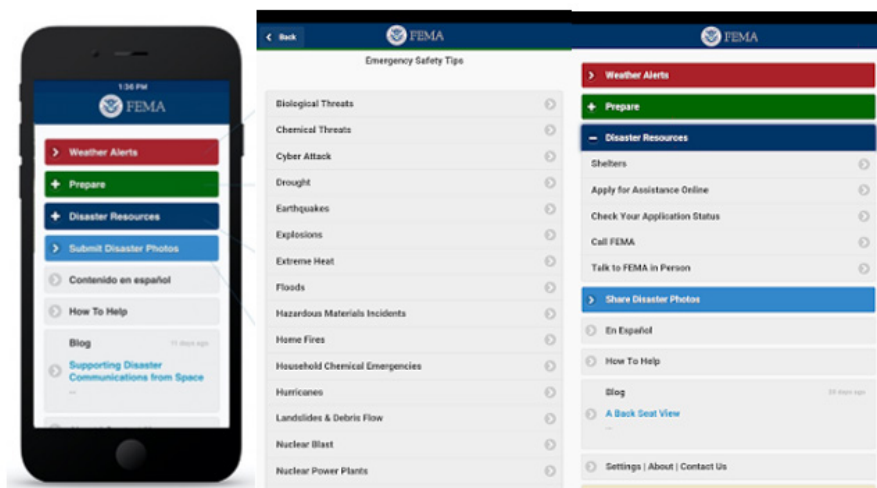 1:36 PM
FEMA
Weather Alerts
Prepare
Disaster Resources
Submit Disaster Photos
Contenido en español
How To Help
Blog
11 days ago
Supporting Disaster
Communications from Space
...
Back
FEMA
Emergency Safety Tips
Biological Threats
Chemical Threats
Cyber Attack
Drought
Earthquakes
Explosions
Extreme Heat
Floods
Hazardous Materials Incidents
Home Fires
Household Chemical Emergencies
Hurricanes
Landslides & Debris Flow
Nuclear Blast
Nuclear Power Plants
FEMA
Weather Alerts
Prepare
Disaster Resources
Shelters
Apply for Assistance Online
Check Your Application Status
Call FEMA
Talk to FEMA in Person
Share Disaster Photos
En Español
How To Help
Blog
days ago
A Back Seat View
...
Settings | About | Contact Us